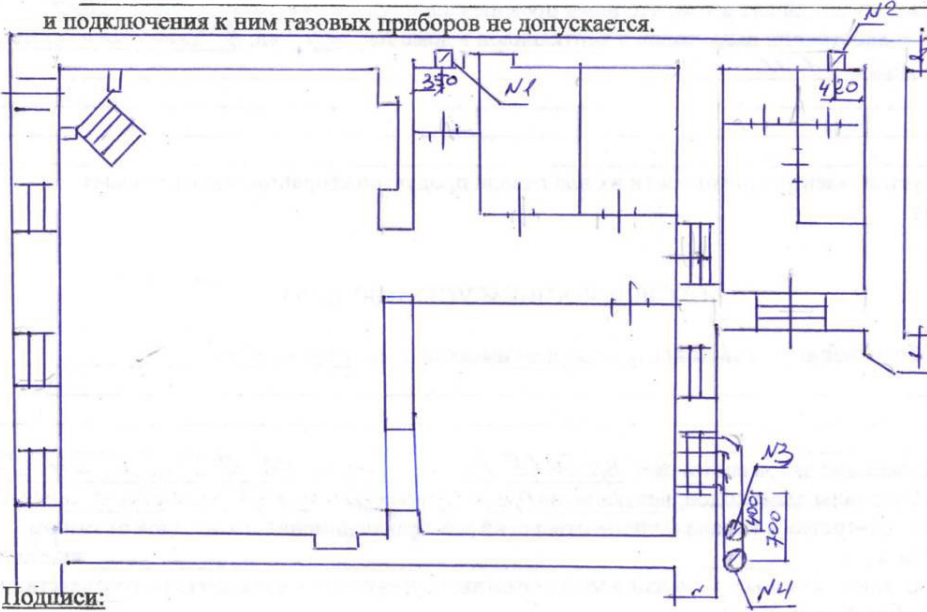 и подключения к ним газовых приборов не допускается.
N2
350
N1
420
N3
400
700
N4
Подписи: